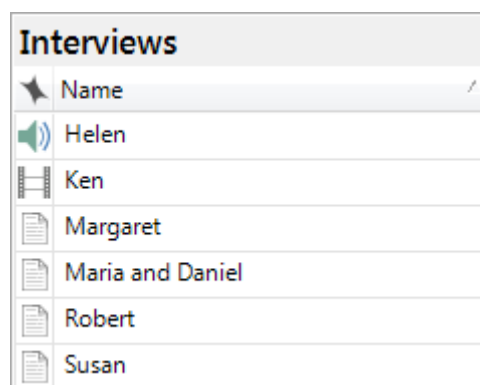 Interviews
Name
Helen
Ken
Margaret
Maria and Daniel
Robert
Susan